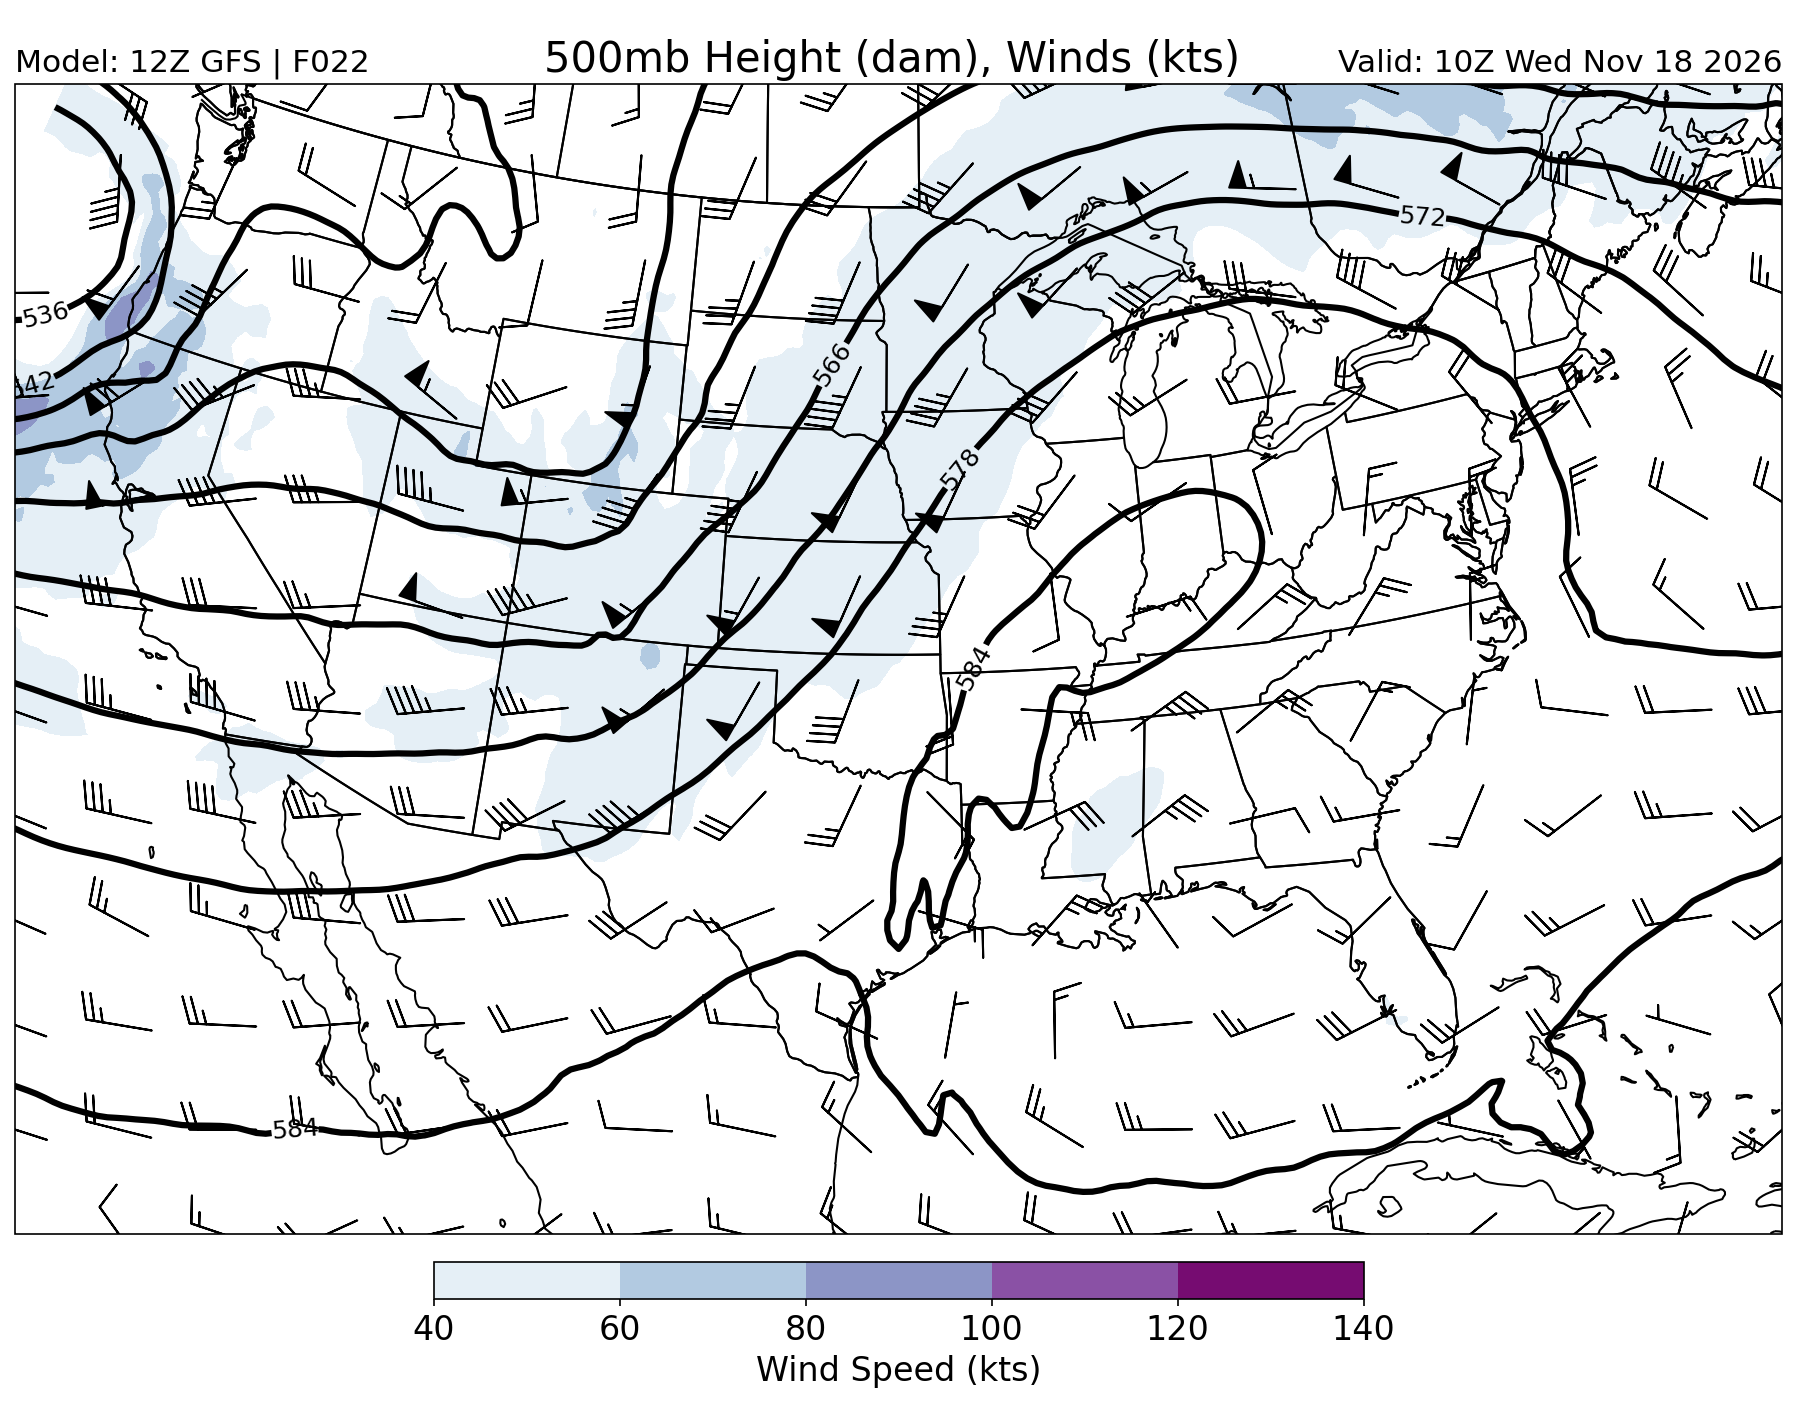 Model: 12Z GFS | F022
500mb Height (dam), Winds (kts)
Valid: 10Z Wed Nov 18 2026
572
536
566
542
578
584
584
40 60 80 100 120 140
Wind Speed (kts)